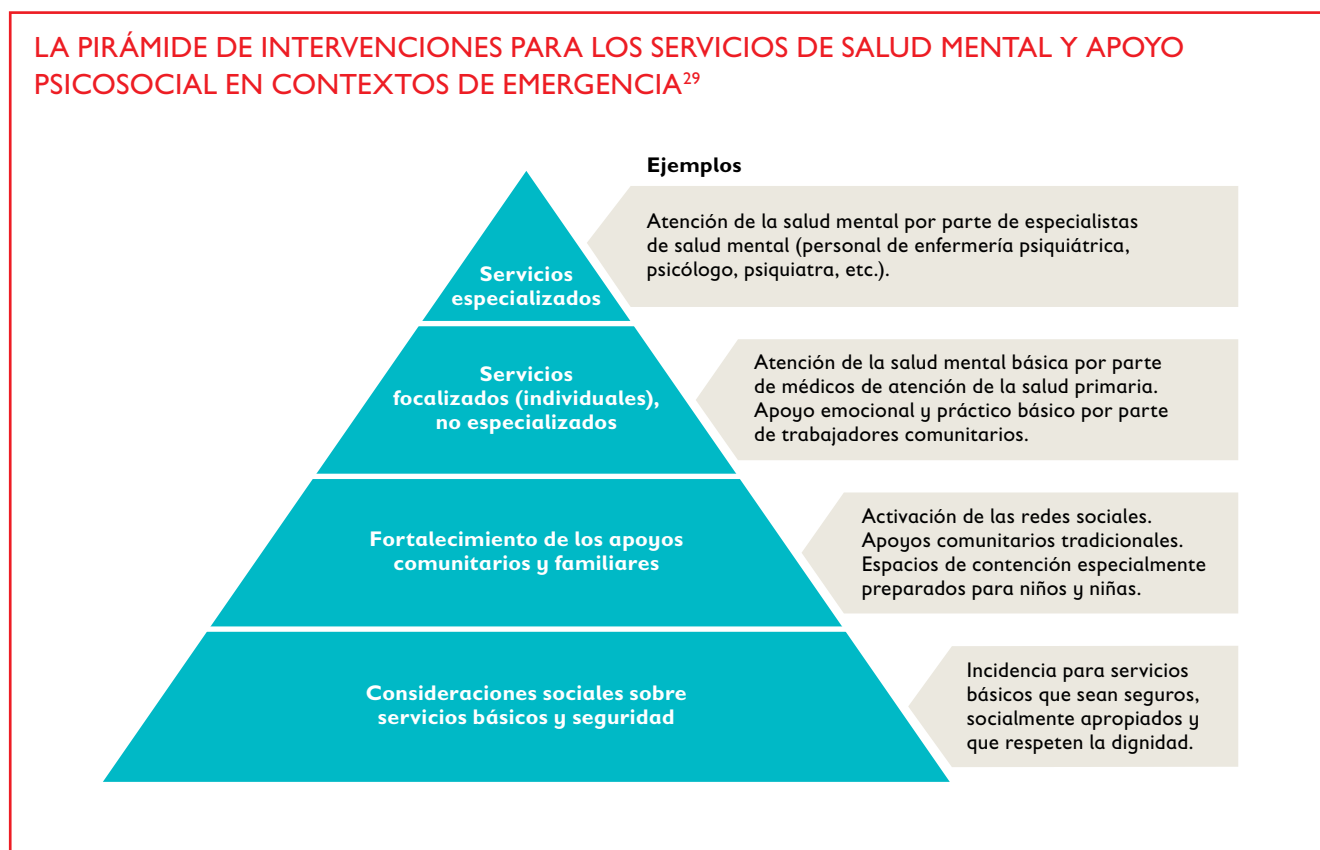 LA PIRÁMIDE DE INTERVENCIONES PARA LOS SERVICIOS DE SALUD MENTAL Y APOYO
PSICOSOCIAL EN CONTEXTOS DE EMERGENCIA29
Ejemplos
Servicios
especializados
Atención de la salud mental por parte de especialistas
de salud mental (personal de enfermería psiquiátrica,
psicólogo, psiquiatra, etc.).
Servicios
focalizados (individuales),
no especializados
Atención de la salud mental básica por parte
de médicos de atención de la salud primaria.
Apoyo emocional y práctico básico por parte
de trabajadores comunitarios.
Fortalecimiento de los apoyos
comunitarios y familiares
Activación de las redes sociales.
Apoyos comunitarios tradicionales.
Espacios de contención especialmente
preparados para niños y niñas.
Consideraciones sociales sobre
servicios básicos y seguridad
Incidencia para servicios
básicos que sean seguros,
socialmente apropiados y
que respeten la dignidad.